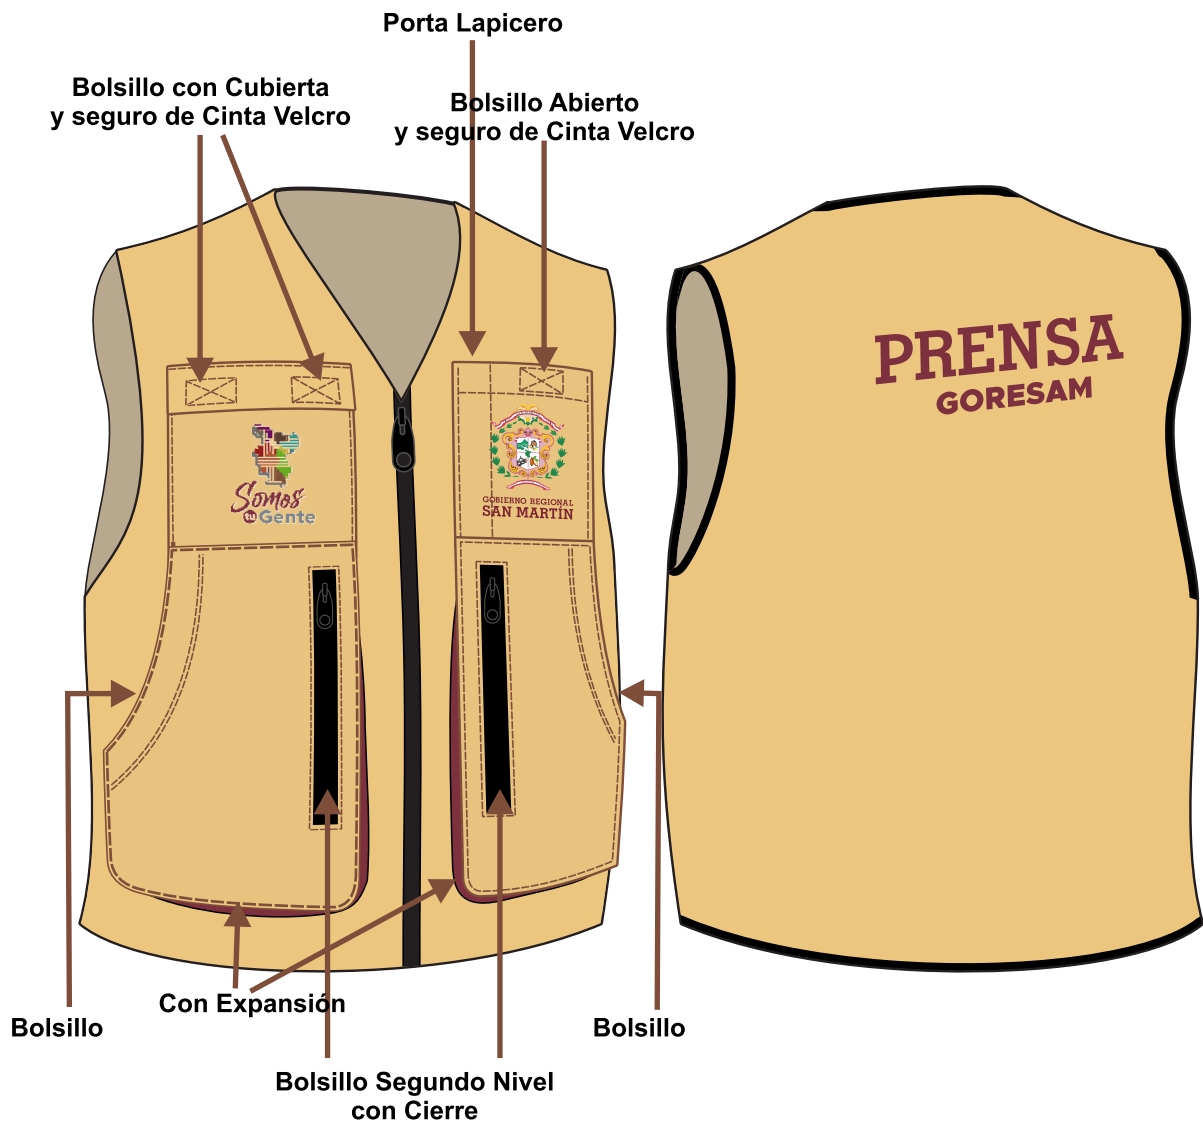 Porta Lapicero
Bolsillo con Cubierta
y seguro de Cinta Velcro
Bolsillo Abierto
y seguro de Cinta Velcro
PRENSA
GORESAM
Somos
tu Gente
GOBIERNO REGIONAL
SAN MARTÍN
Con Expansión
Bolsillo
Bolsillo
Bolsillo Segundo Nivel
con Cierre